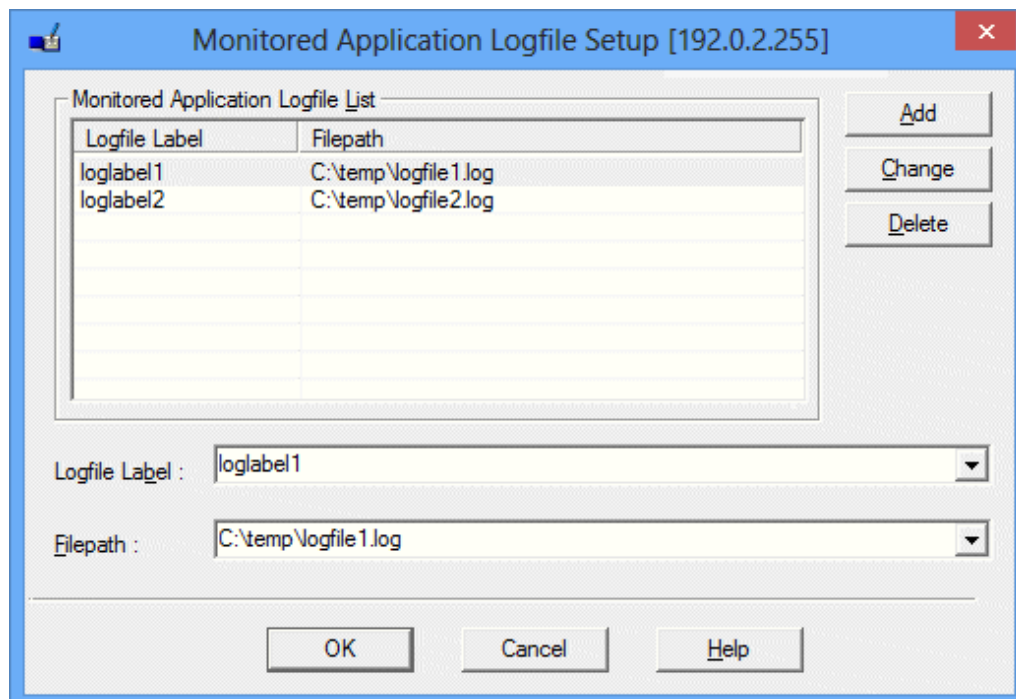 Monitored Application Logfile Setup [192.0.2.255]
Monitored Application Logfile List
Logfile Label Filepath
loglabel1 C:\temp\logfile1.log
loglabel2 C:\temp\logfile2.log
Add
Change
Delete
Logfile Label : loglabel1
Filepath : C:\temp\logfile1.log
OK Cancel Help